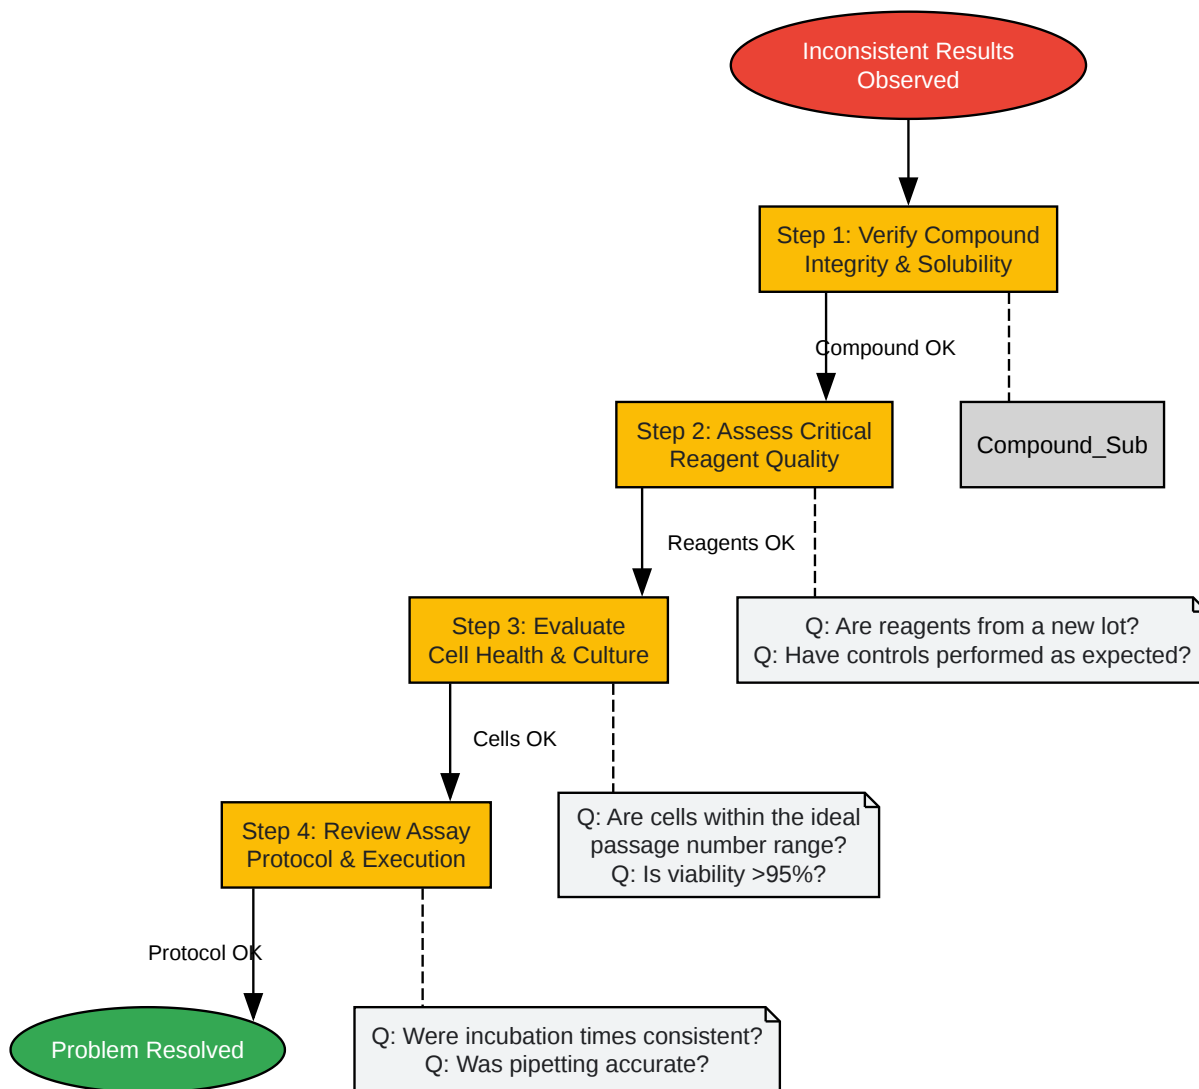 Inconsistent Results
Observed
Step 1: Verify Compound
Integrity & Solubility
Compound OK
Step 2: Assess Critical
Reagent Quality
Compound_Sub
Reagents OK
Step 3: Evaluate
Cell Health & Culture
Q: Are reagents from a new lot?
Q: Have controls performed as expected?
Cells OK
Step 4: Review Assay
Protocol & Execution
Q: Are cells within the ideal
passage number range?
Q: Is viability >95%?
Protocol OK
Problem Resolved
Q: Were incubation times consistent?
Q: Was pipetting accurate?